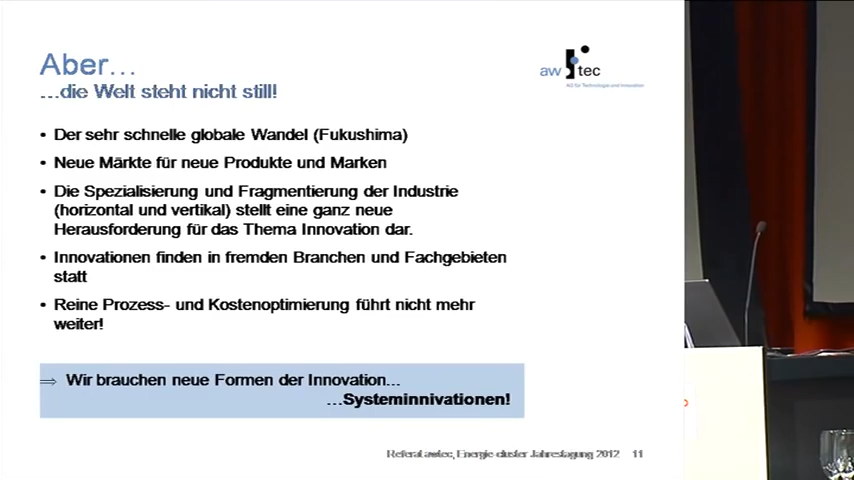 Aber…
…die Welt steht nicht still!
aw tec
AG für Technologie und Innovation
• Der sehr schnelle globale Wandel (Fukushima)
• Neue Märkte für neue Produkte und Marken
• Die Spezialisierung und Fragmentierung der Industrie
(horizontal und vertikal) stellt eine ganz neue
Herausforderung für das Thema Innovation dar.
• Innovationen finden in fremden Branchen und Fachgebieten
statt
• Reine Prozess- und Kostenoptimierung führt nicht mehr
weiter!
⇒ Wir brauchen neue Formen der Innovation…
…Systeminnivationen!
Referat awtec, Energie-cluster Jahrestagung 2012 11